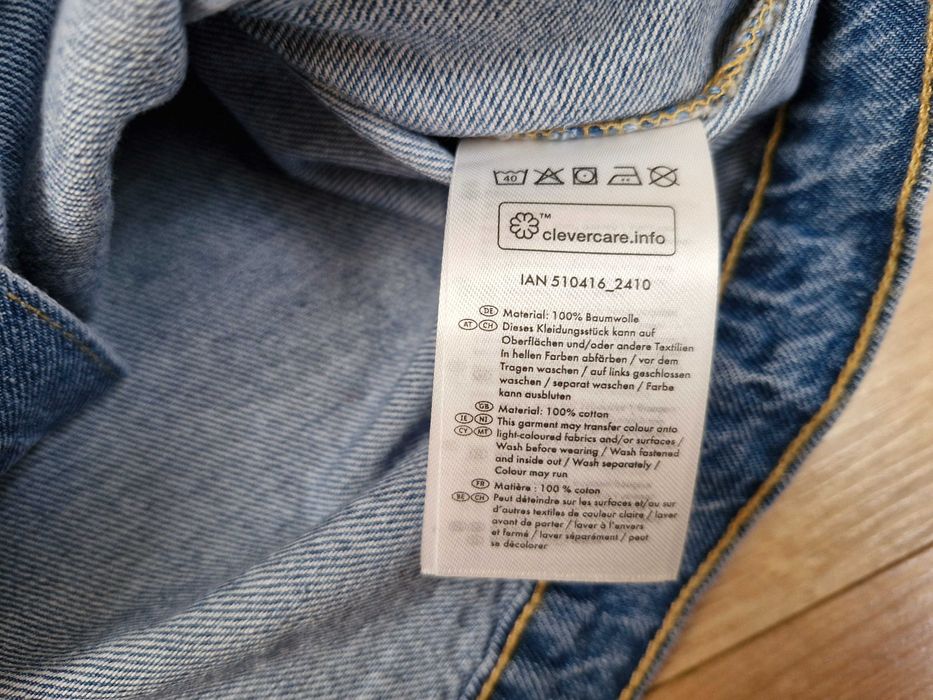 40
™
clevercare.info
IAN 510416_2410
DE Material: 100% Baumwolle
AT CH Dieses Kleidungsstück kann auf
Oberflächen und/oder andere Textilien
in hellen Farben abfärben / vor dem
Tragen waschen / auf links geschlossen
waschen / separat waschen / Farbe
kann ausbluten
GB Material: 100% cotton
IE NI This garment may transfer colour onto
CY MT light-coloured fabrics and/or surfaces /
Wash before wearing / Wash fastened
and inside out / Wash separately /
Colour may run
FR Matière : 100 % coton
BE CH Peut déteindre sur les surfaces et/ou sur
d'autres textiles de couleur claire / laver
avant de porter / laver à l'envers
et fermé / laver séparément / peut
se décolorer